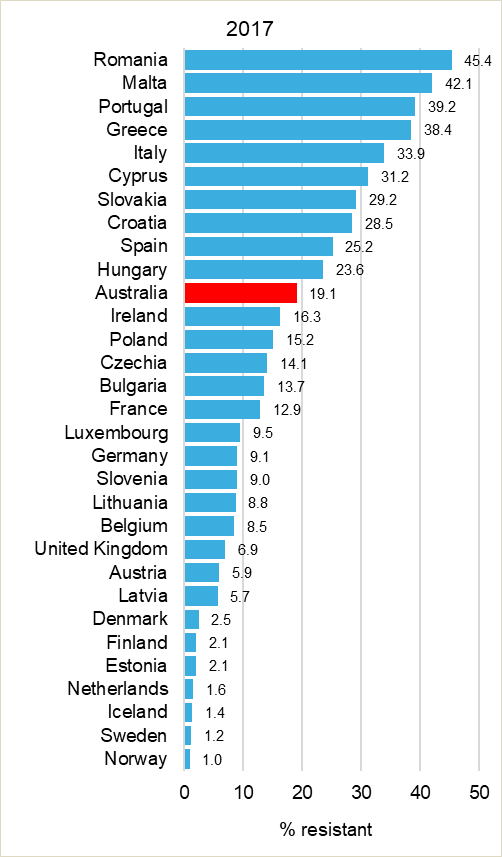 2017
Romania 45.4
Malta 42.1
Portugal 39.2
Greece 38.4
Italy 33.9
Cyprus 31.2
Slovakia 29.2
Croatia 28.5
Spain 25.2
Hungary 23.6
Australia 19.1
Ireland 16.3
Poland 15.2
Czechia 14.1
Bulgaria 13.7
France 12.9
Luxembourg 9.5
Germany 9.1
Slovenia 9.0
Lithuania 8.8
Belgium 8.5
United Kingdom 6.9
Austria 5.9
Latvia 5.7
Denmark 2.5
Finland 2.1
Estonia 2.1
Netherlands 1.6
Iceland 1.4
Sweden 1.2
Norway 1.0
0 10 20 30 40 50
% resistant